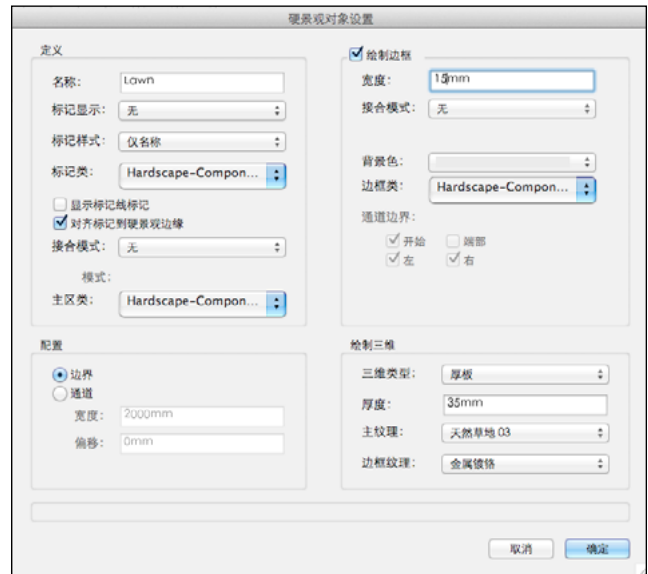 硬景观对象设置
定义
名称: Lawn
标记显示: 无
标记样式: 仅名称
标记类: Hardscape-Compon...
显示标记线标记
对齐标记到硬景观边缘
接合模式: 无
模式:
主区类: Hardscape-Compon...
绘制边框
宽度: 15mm
接合模式: 无
背景色:
边框类: Hardscape-Compon...
通道边界:
开始 端部
左 右
配置
边界
通道
宽度: 2000mm
偏移: 0mm
绘制三维
三维类型: 厚板
厚度: 35mm
主纹理: 天然草地 03
边框纹理: 金属镀铬
取消 确定